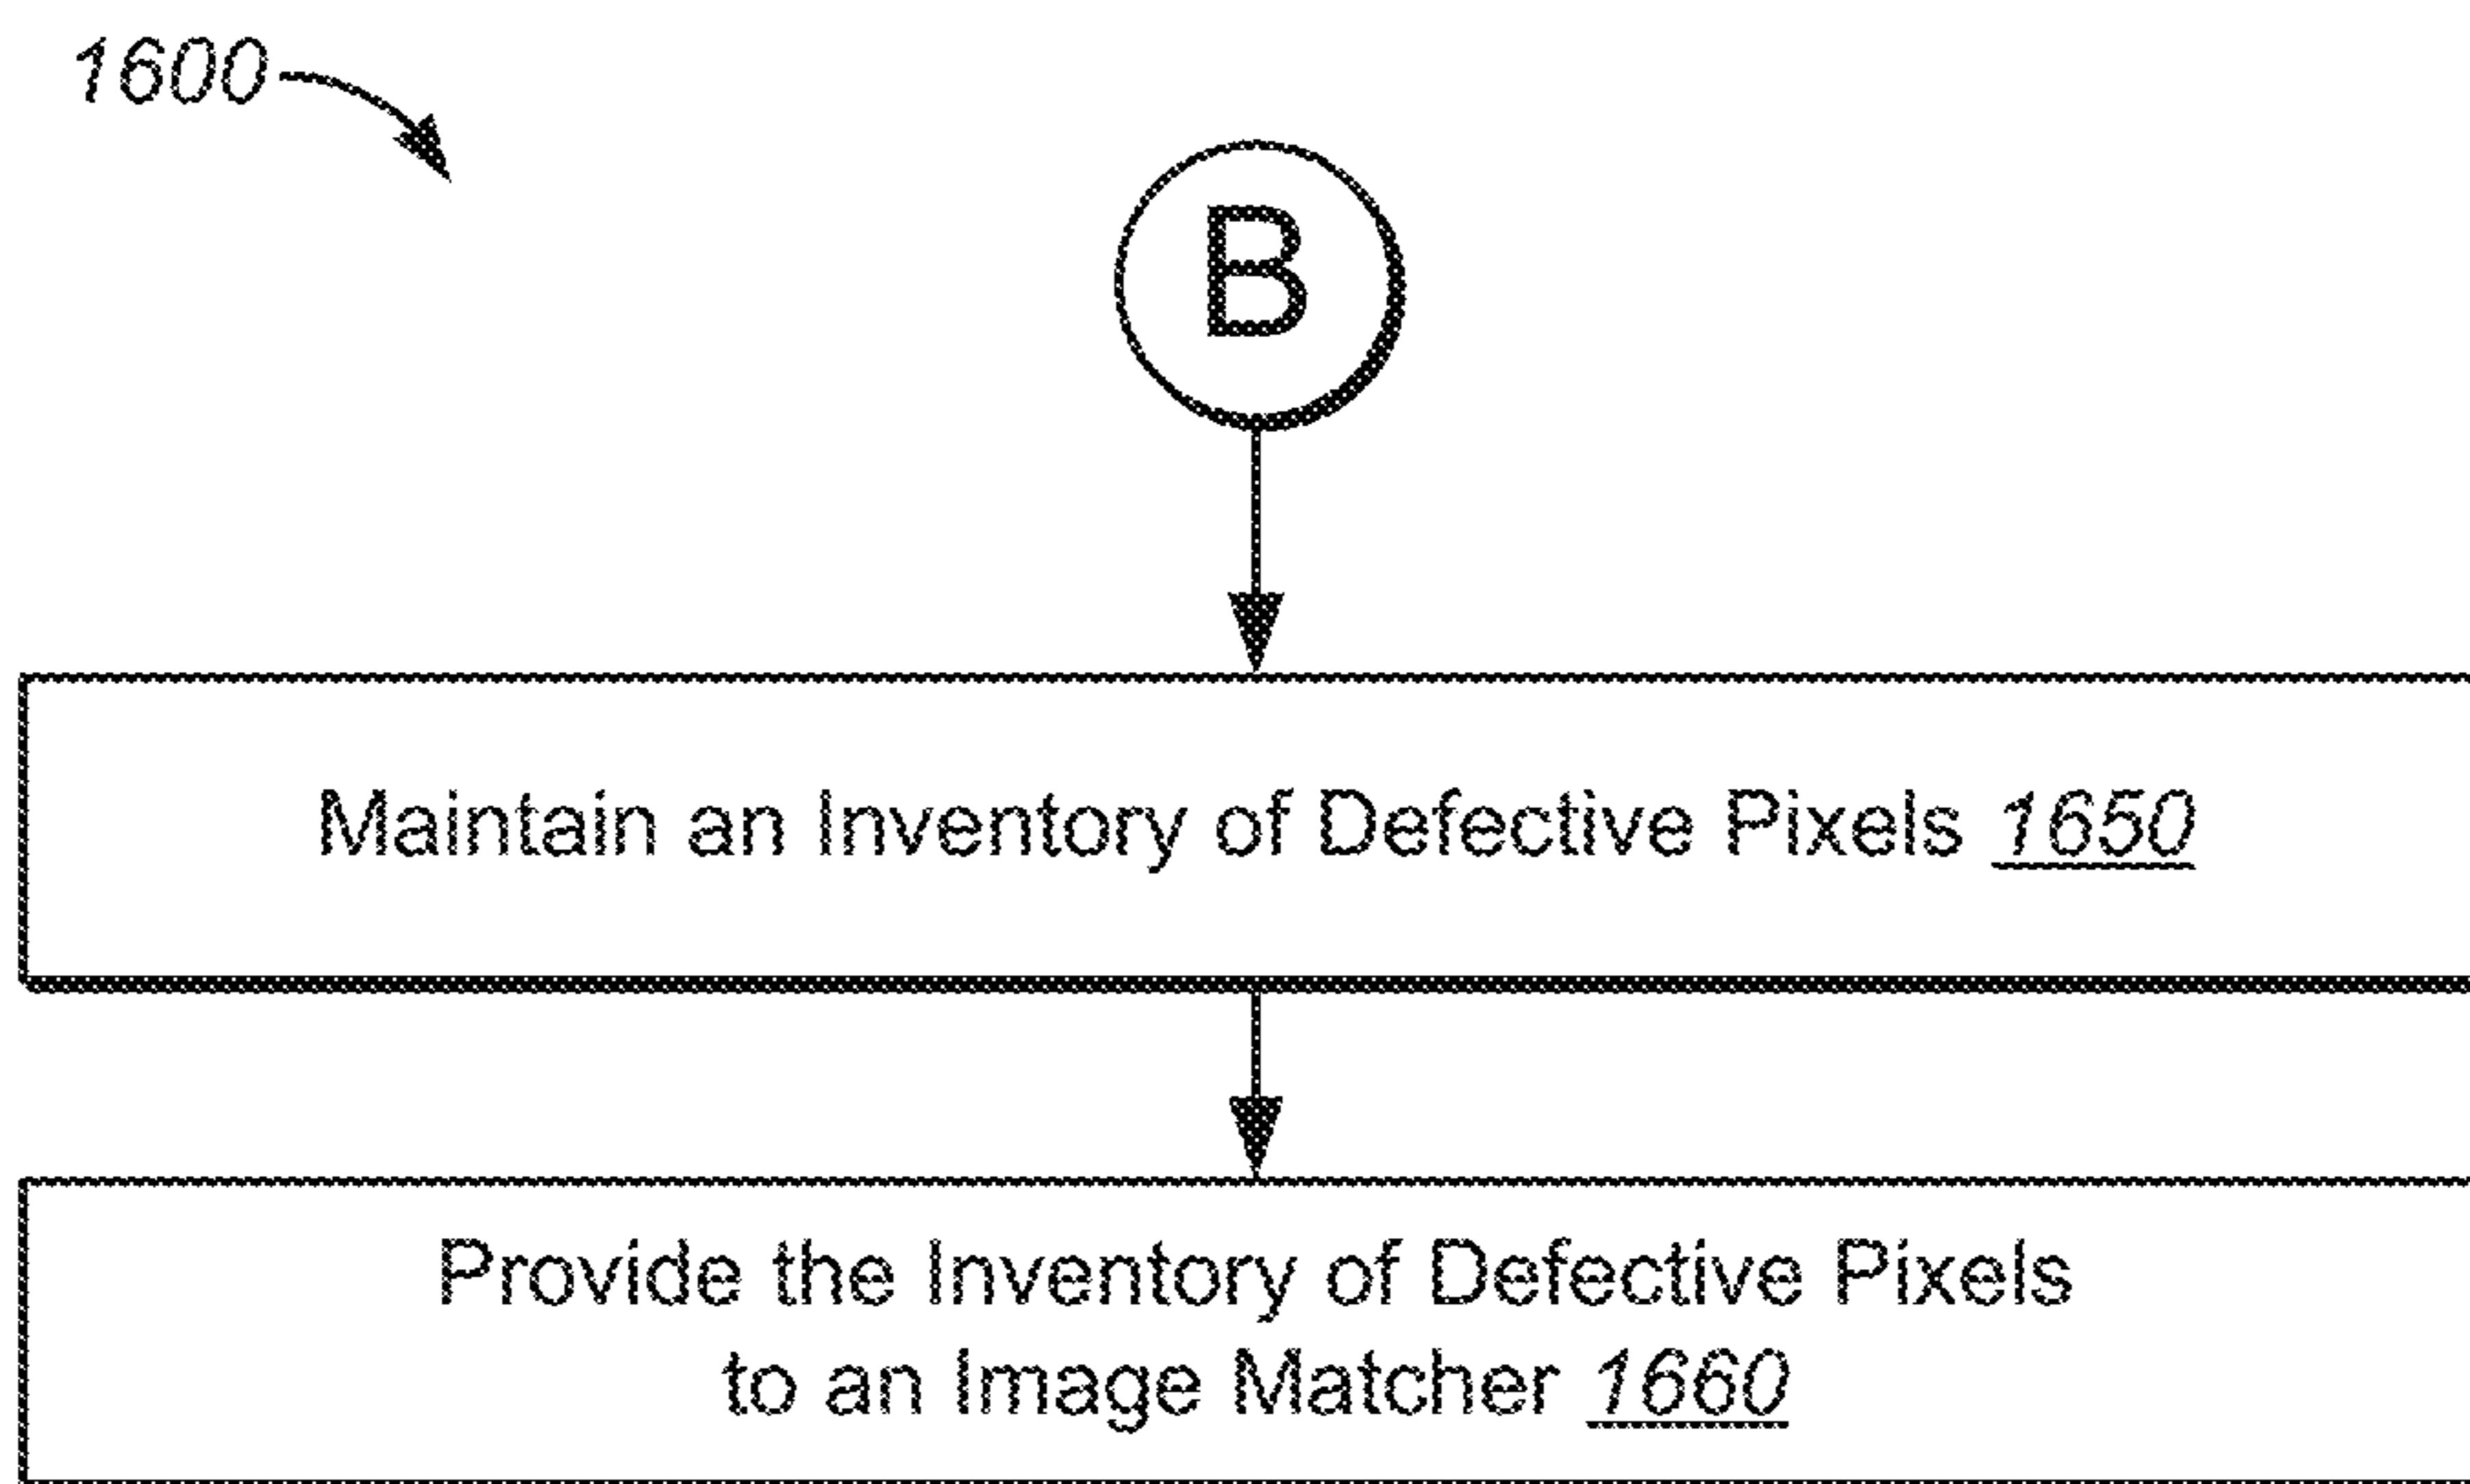 1600
B
Maintain an Inventory of Defective Pixels 1650
Provide the Inventory of Defective Pixels
to an Image Matcher 1660